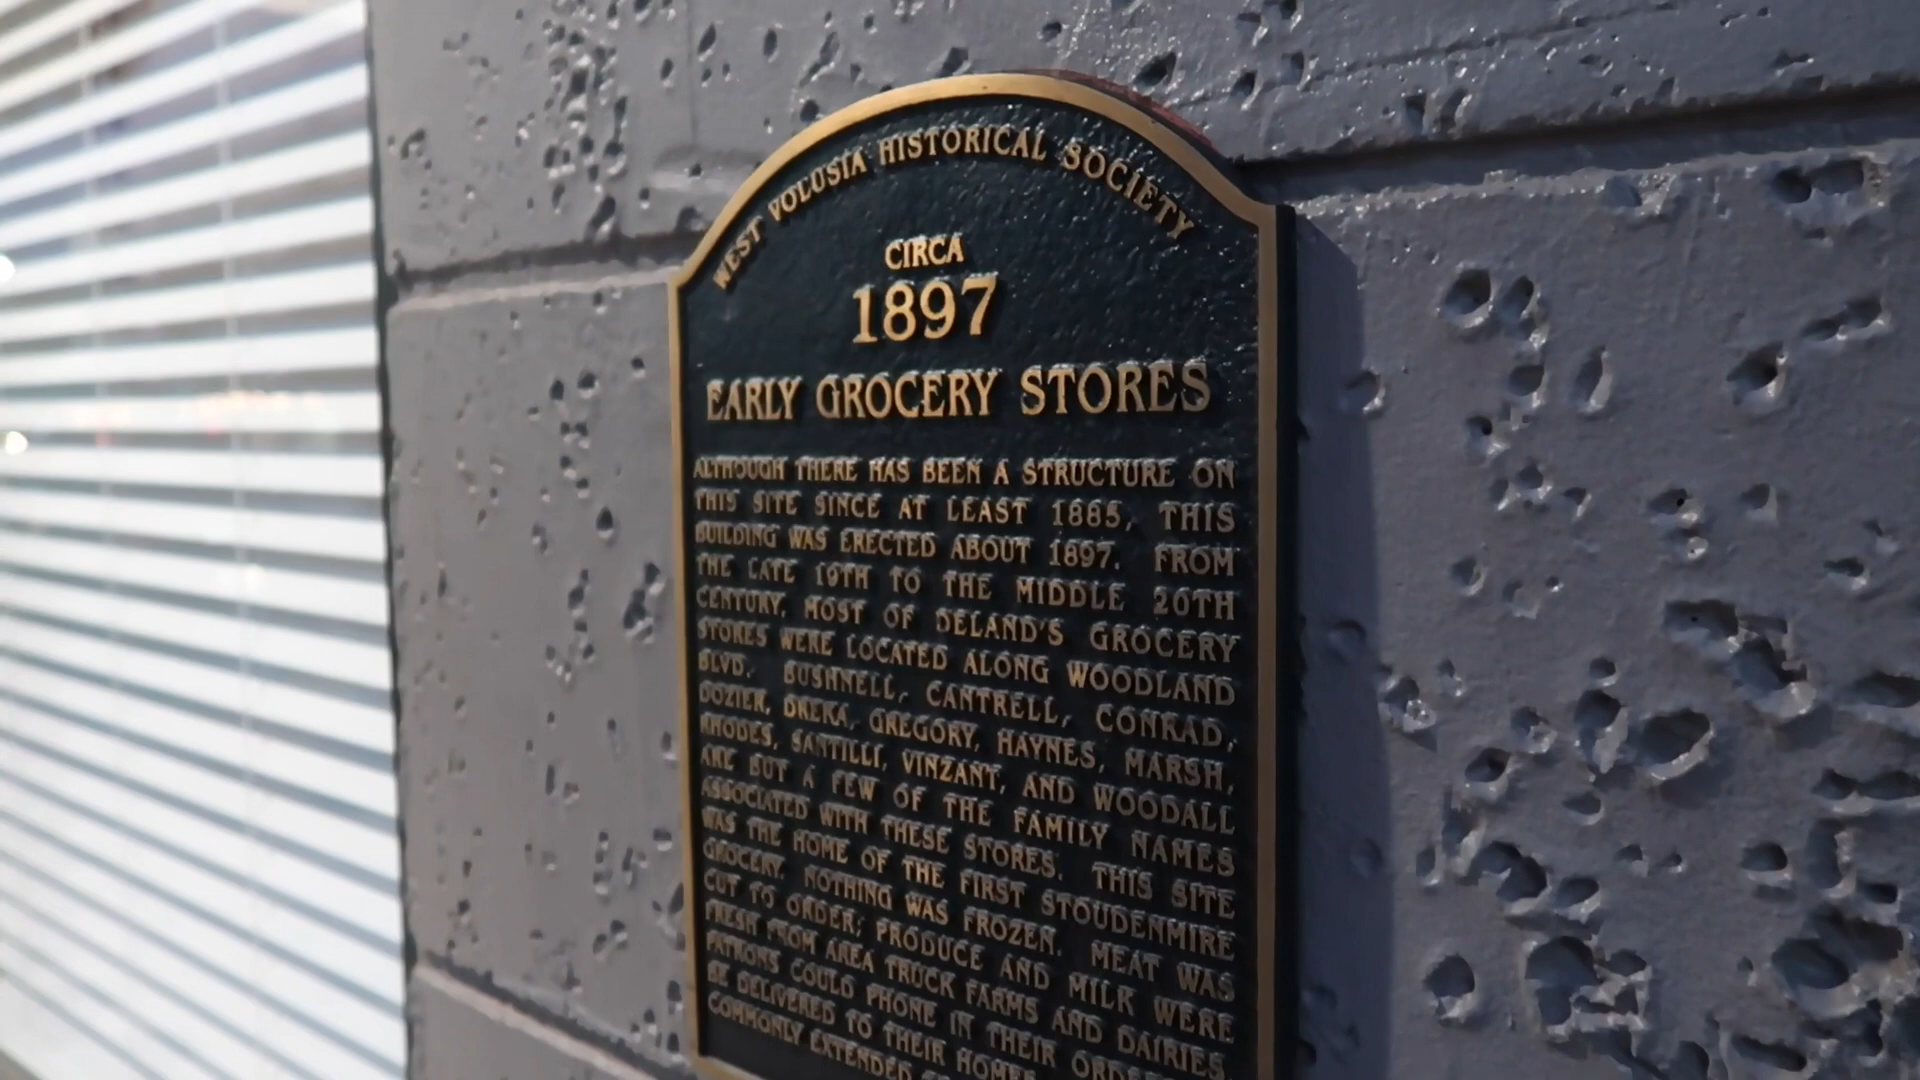 WEST VOLUSIA HISTORICAL SOCIETY
CIRCA
1897
EARLY GROCERY STORES
ALTHOUGH THERE HAS BEEN A STRUCTURE ON
THIS SITE SINCE AT LEAST 1885, THIS
BUILDING WAS ERECTED ABOUT 1897. FROM
THE LATE 19TH TO THE MIDDLE 20TH
CENTURY, MOST OF DELAND'S GROCERY
STORES WERE LOCATED ALONG WOODLAND
BLVD. BUSHNELL, CANTRELL, CONRAD,
DOZIER, DREKA, GREGORY, HAYNES, MARSH,
RHODES, SANTILLI, VINZANT, AND WOODALL
ARE BUT A FEW OF THE FAMILY NAMES
ASSOCIATED WITH THESE STORES. THIS SITE
WAS THE HOME OF THE FIRST STOUDENMIRE
GROCERY. NOTHING WAS FROZEN. MEAT WAS
CUT TO ORDER; PRODUCE AND MILK WERE
FRESH FROM AREA TRUCK FARMS AND DAIRIES
PATRONS COULD PHONE IN THEIR
BE DELIVERED TO THEIR
COMMONLY EXTENDED